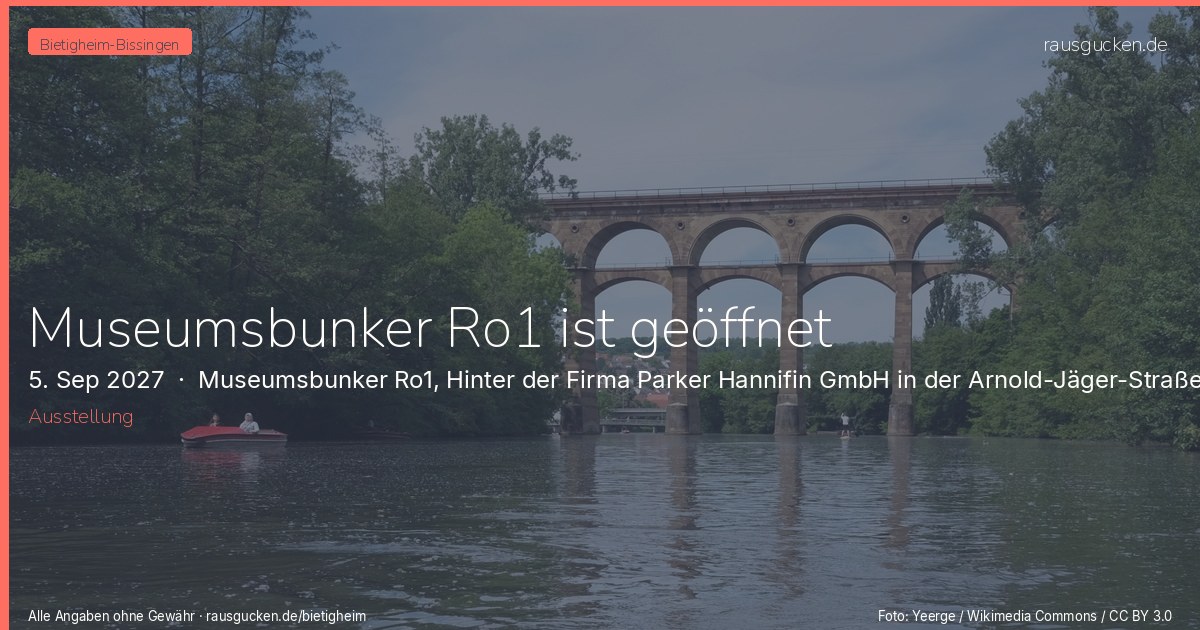 Bietigheim-Bissingen
rausgucken.de
Museumsbunker Ro1 ist geöffnet
5. Sep 2027 · Museumsbunker Ro1, Hinter der Firma Parker Hannifin GmbH in der Arnold-Jäger-Straße
Ausstellung
Alle Angaben ohne Gewähr · rausgucken.de/bietigheim
Foto: Yeerge / Wikimedia Commons / CC BY 3.0